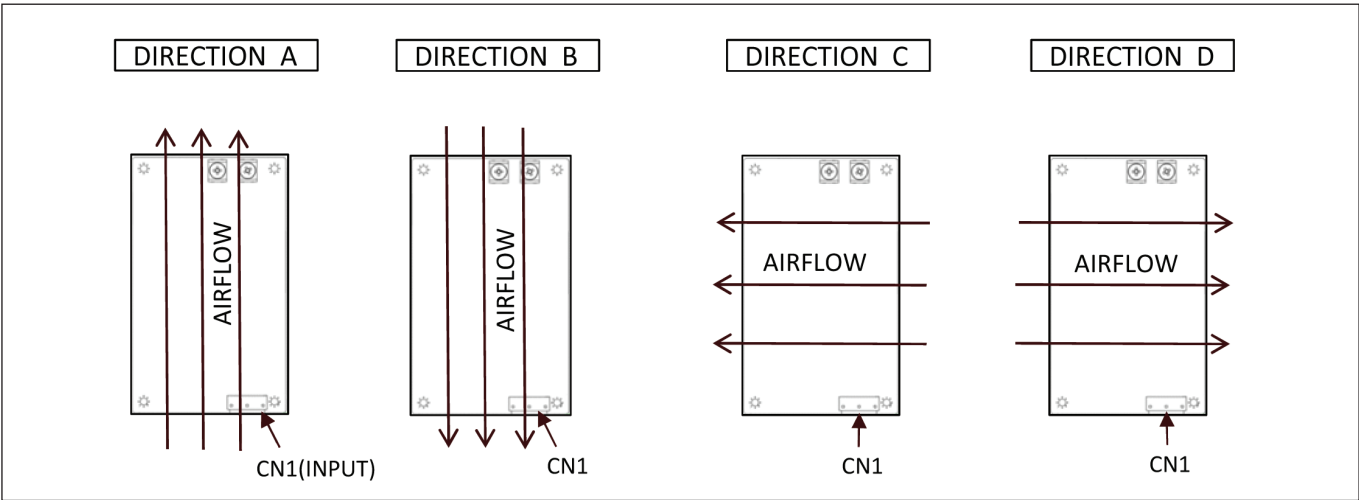 DIRECTION A
DIRECTION B
DIRECTION C
DIRECTION D
AIRFLOW
AIRFLOW
AIRFLOW
AIRFLOW
CN1(INPUT)
CN1
CN1
CN1